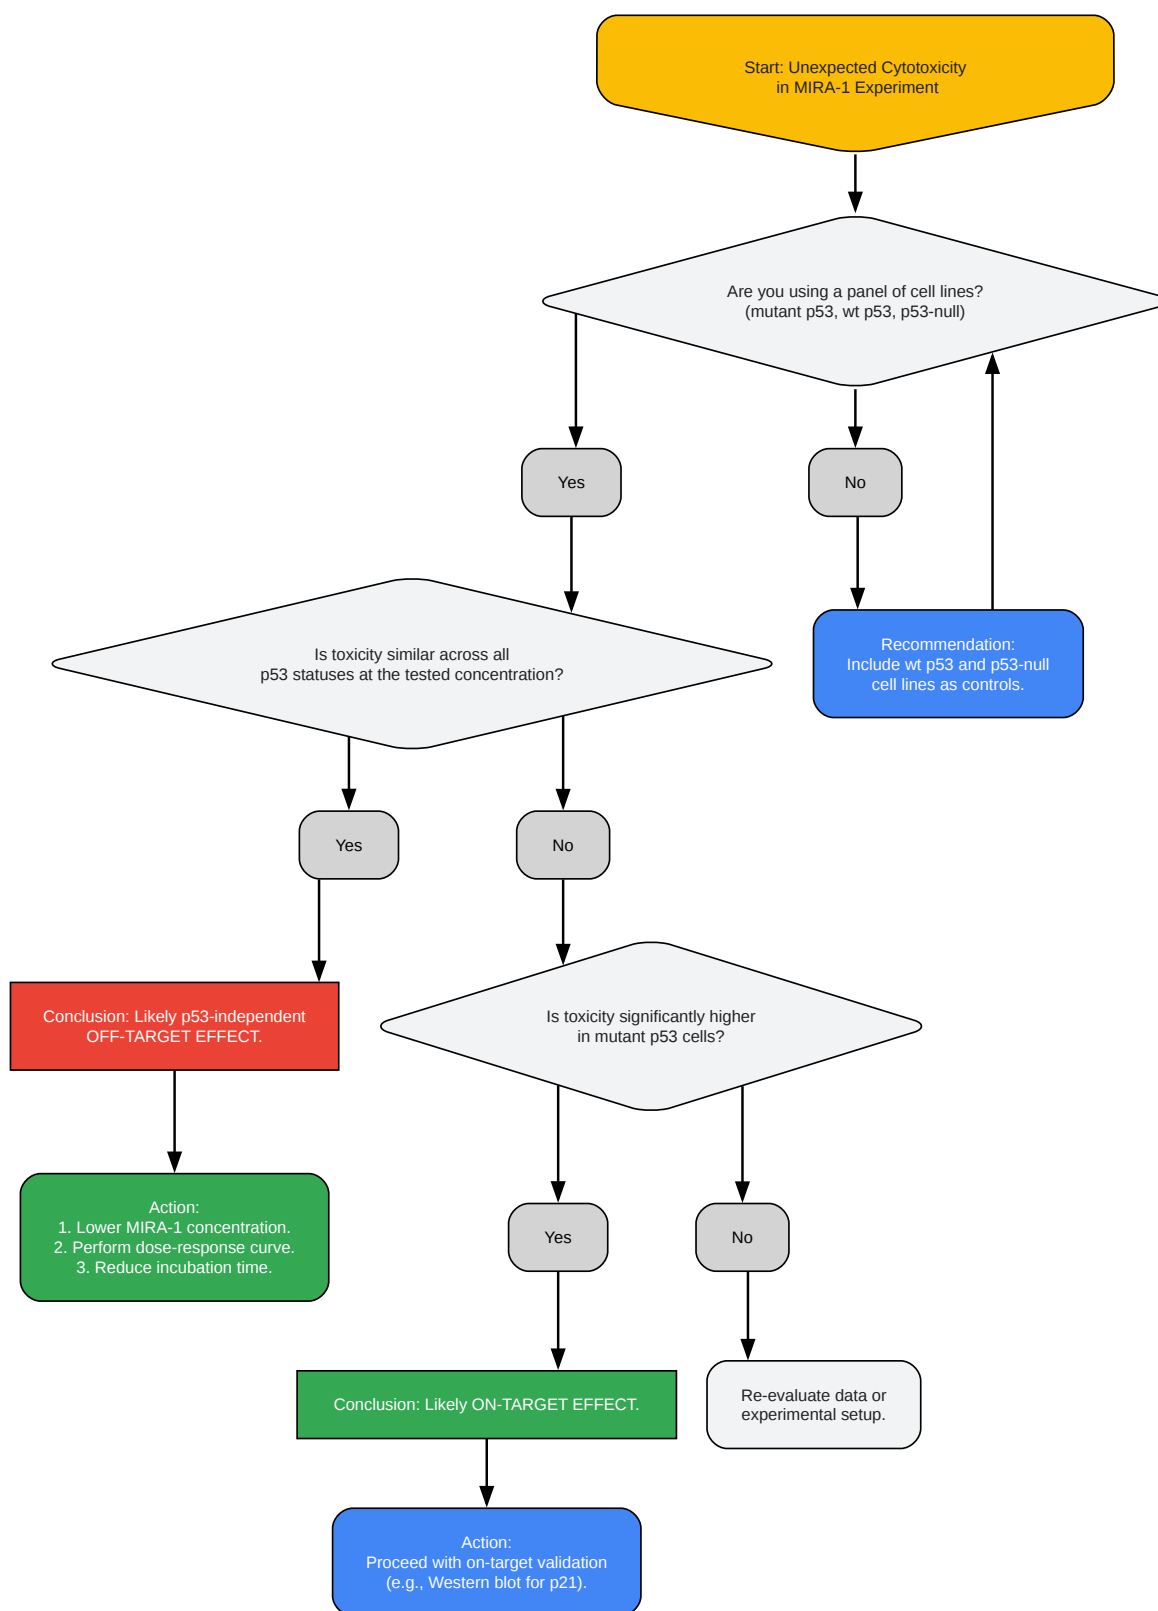 Start: Unexpected Cytotoxicity
in MIRA-1 Experiment
Are you using a panel of cell lines?
(mutant p53, wt p53, p53-null)
Yes
No
Recommendation:
Include wt p53 and p53-null
cell lines as controls.
Is toxicity similar across all
p53 statuses at the tested concentration?
Yes
No
Conclusion: Likely p53-independent
OFF-TARGET EFFECT.
Is toxicity significantly higher
in mutant p53 cells?
Action:
1. Lower MIRA-1 concentration.
2. Perform dose-response curve.
3. Reduce incubation time.
Yes
No
Conclusion: Likely ON-TARGET EFFECT.
Re-evaluate data or
experimental setup.
Action:
Proceed with on-target validation
(e.g., Western blot for p21).